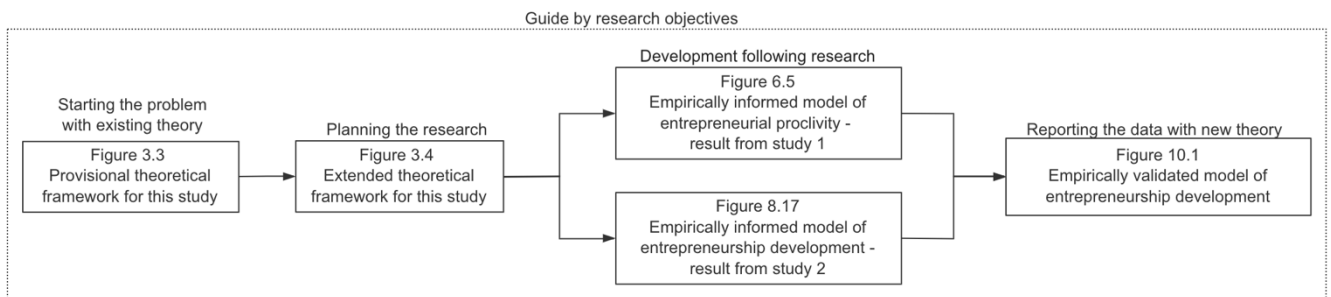 Guide by research objectives
Starting the problem
with existing theory
Figure 3.3
Provisional theoretical
framework for this study
Planning the research
Figure 3.4
Extended theoretical
framework for this study
Development following research
Figure 6.5
Empirically informed model of
entrepreneurial proclivity -
result from study 1
Figure 8.17
Empirically informed model of
entrepreneurship development -
result from study 2
Reporting the data with new theory
Figure 10.1
Empirically validated model of
entrepreneurship development